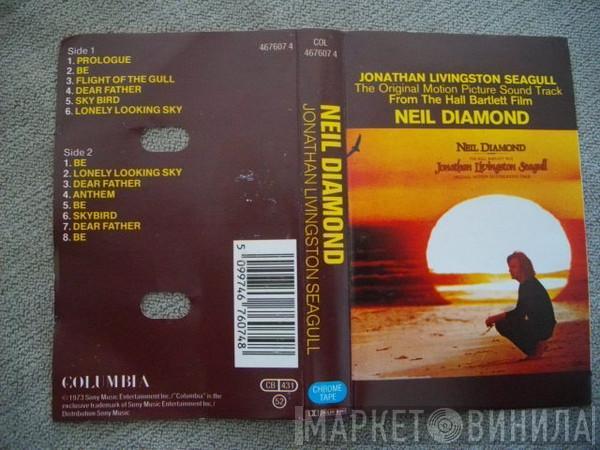 Side 1
1. PROLOGUE
2. BE
3. FLIGHT OF THE GULL
4. DEAR FATHER
5. SKY BIRD
6. LONELY LOOKING SKY
Side 2
1. BE
2. LONELY LOOKING SKY
3. DEAR FATHER
4. ANTHEM
5. BE
6. SKYBIRD
7. DEAR FATHER
8. BE
467607 4
5 099746 760748
COLUMBIA
©1973 Sony Music Entertainment Inc./"Columbia" is the
exclusive trademark of Sony Music Entertainment Inc./
Distribution Sony Music
CB 431
52
COL
467607 4
NEIL DIAMOND
JONATHAN LIVINGSTON SEAGULL
CHROME
TAPE
JONATHAN LIVINGSTON SEAGULL
The Original Motion Picture Sound Track
From The Hall Bartlett Film
NEIL DIAMOND
NEIL DIAMOND
Jonathan Livingston Seagull
МАРКЕТ ВИНИЛА